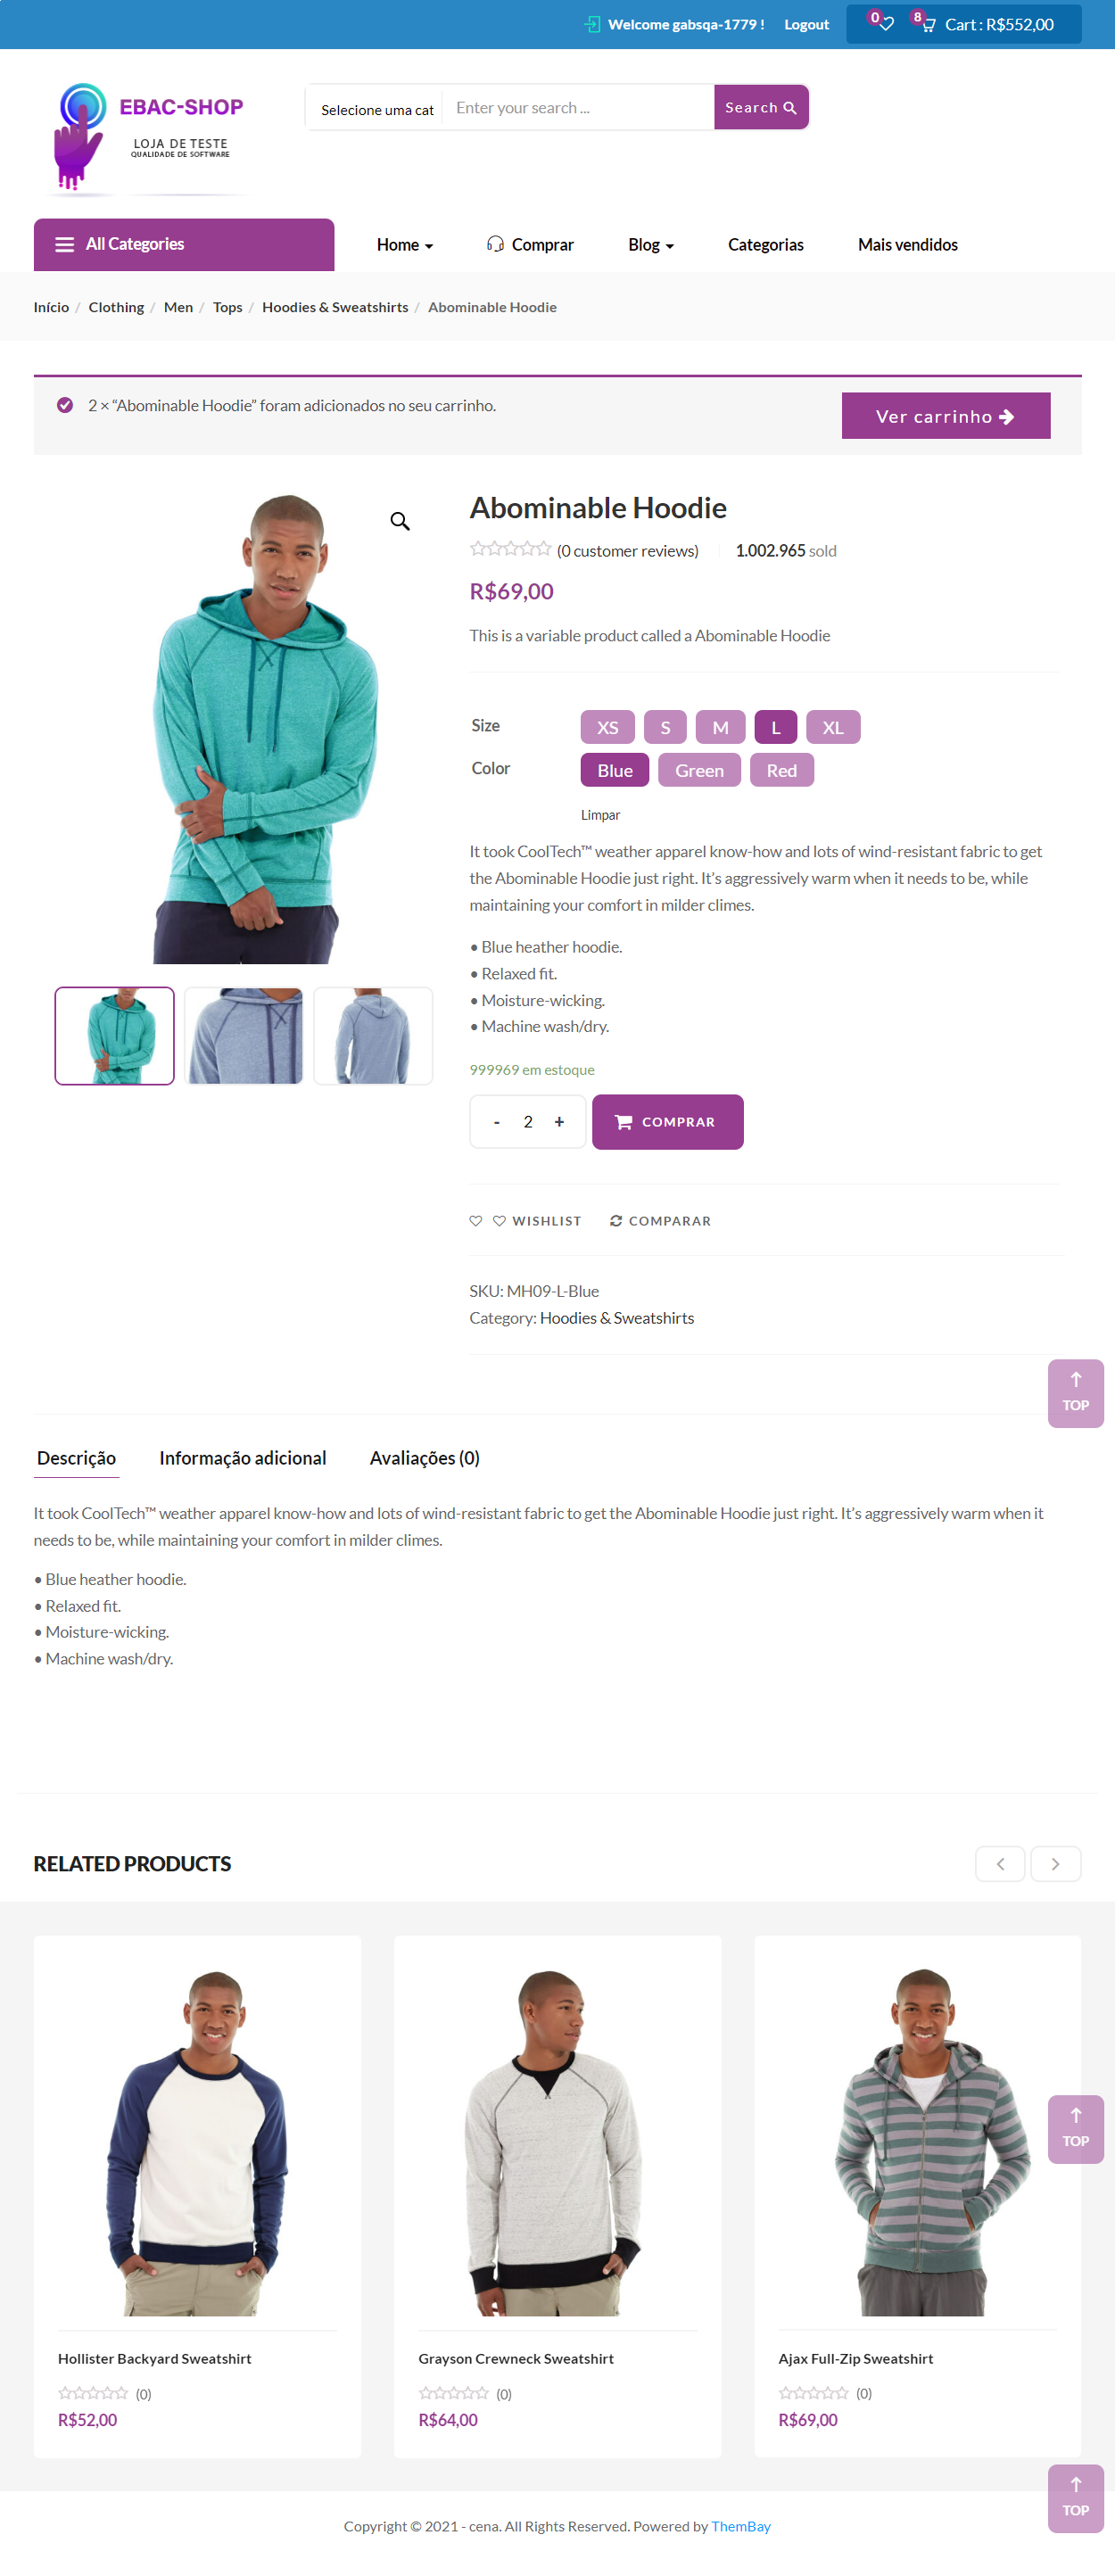 Welcome gabsqa-1779 ! Logout 0 8 Cart : R$552,00
EBAC-SHOP
LOJA DE TESTE
QUALIDADE DE SOFTWARE
Selecione uma cat Enter your search ... Search
All Categories Home Comprar Blog Categorias Mais vendidos
Início / Clothing / Men / Tops / Hoodies & Sweatshirts / Abominable Hoodie
2 × “Abominable Hoodie” foram adicionados no seu carrinho. Ver carrinho
Abominable Hoodie
(0 customer reviews) 1.002.965 sold
R$69,00
This is a variable product called a Abominable Hoodie
Size XS S M L XL
Color Blue Green Red
Limpar
It took CoolTech™ weather apparel know-how and lots of wind-resistant fabric to get
the Abominable Hoodie just right. It’s aggressively warm when it needs to be, while
maintaining your comfort in milder climes.
• Blue heather hoodie.
• Relaxed fit.
• Moisture-wicking.
• Machine wash/dry.
999969 em estoque
- 2 + COMPRAR
WISHLIST COMPARAR
SKU: MH09-L-Blue
Category: Hoodies & Sweatshirts
TOP
Descrição Informação adicional Avaliações (0)
It took CoolTech™ weather apparel know-how and lots of wind-resistant fabric to get the Abominable Hoodie just right. It’s aggressively warm when it
needs to be, while maintaining your comfort in milder climes.
• Blue heather hoodie.
• Relaxed fit.
• Moisture-wicking.
• Machine wash/dry.
RELATED PRODUCTS
TOP
Hollister Backyard Sweatshirt
(0)
R$52,00
Grayson Crewneck Sweatshirt
(0)
R$64,00
Ajax Full-Zip Sweatshirt
(0)
R$69,00
TOP
Copyright © 2021 - cena. All Rights Reserved. Powered by ThemBay